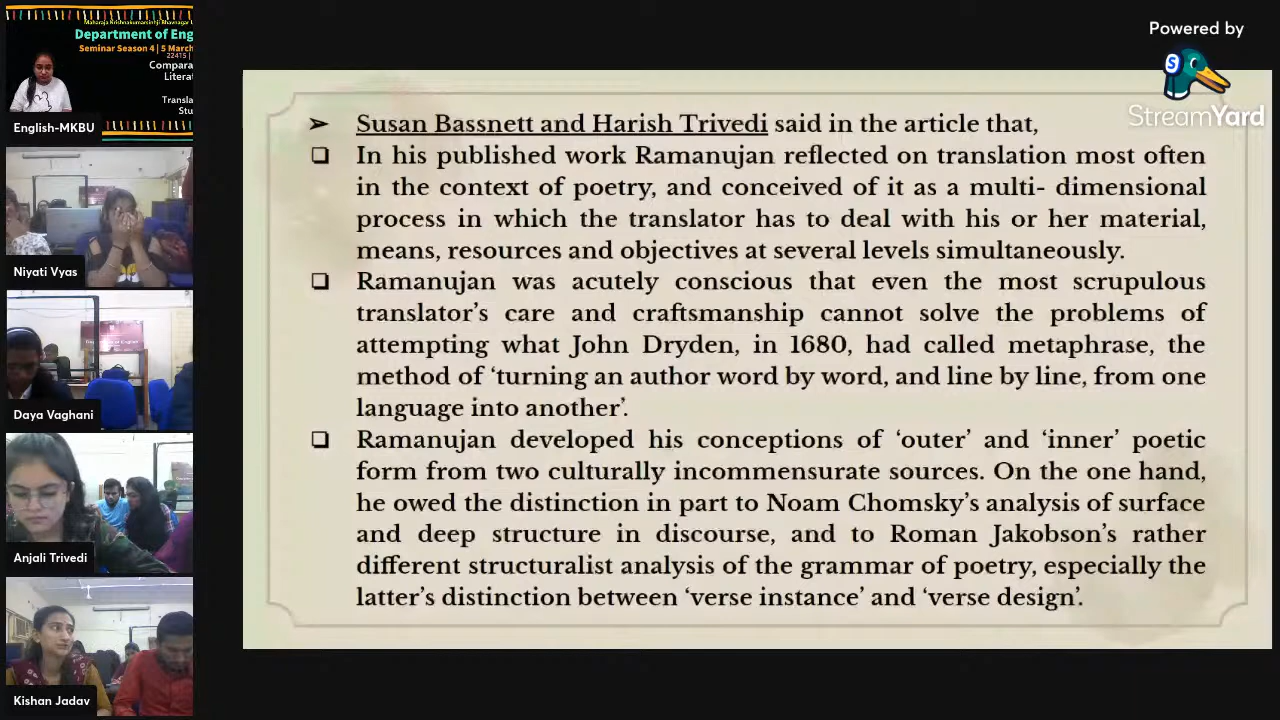 Maharaja Krishnakumarsinhji Bhavnagar
Department of Eng
Seminar Season 4 | 5 March
22415 |
Compara
Literat
Transla
Stu
English-MKBU
Niyati Vyas
Daya Vaghani
Anjali Trivedi
Kishan Jadav
Powered by
S
StreamYard
➢ Susan Bassnett and Harish Trivedi said in the article that,
❑ In his published work Ramanujan reflected on translation most often
in the context of poetry, and conceived of it as a multi- dimensional
process in which the translator has to deal with his or her material,
means, resources and objectives at several levels simultaneously.
❑ Ramanujan was acutely conscious that even the most scrupulous
translator’s care and craftsmanship cannot solve the problems of
attempting what John Dryden, in 1680, had called metaphrase, the
method of ‘turning an author word by word, and line by line, from one
language into another’.
❑ Ramanujan developed his conceptions of ‘outer’ and ‘inner’ poetic
form from two culturally incommensurate sources. On the one hand,
he owed the distinction in part to Noam Chomsky’s analysis of surface
and deep structure in discourse, and to Roman Jakobson’s rather
different structuralist analysis of the grammar of poetry, especially the
latter’s distinction between ‘verse instance’ and ‘verse design’.